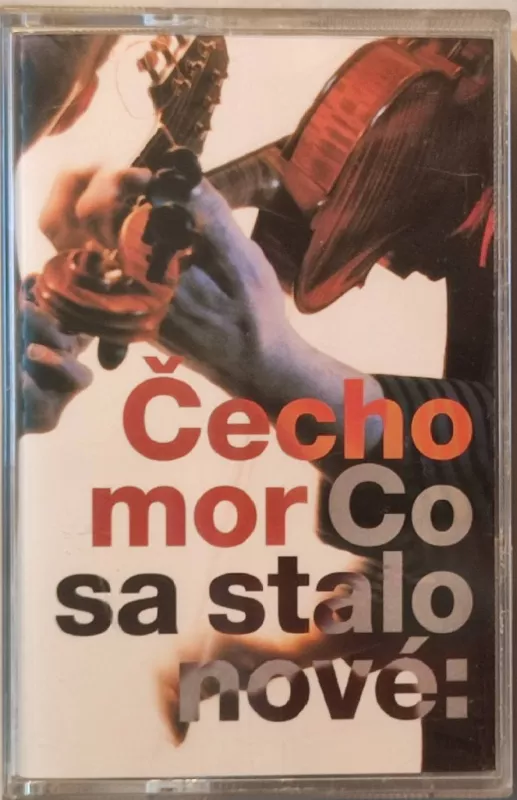 Čecho
mor Co
sa stalo
nové: